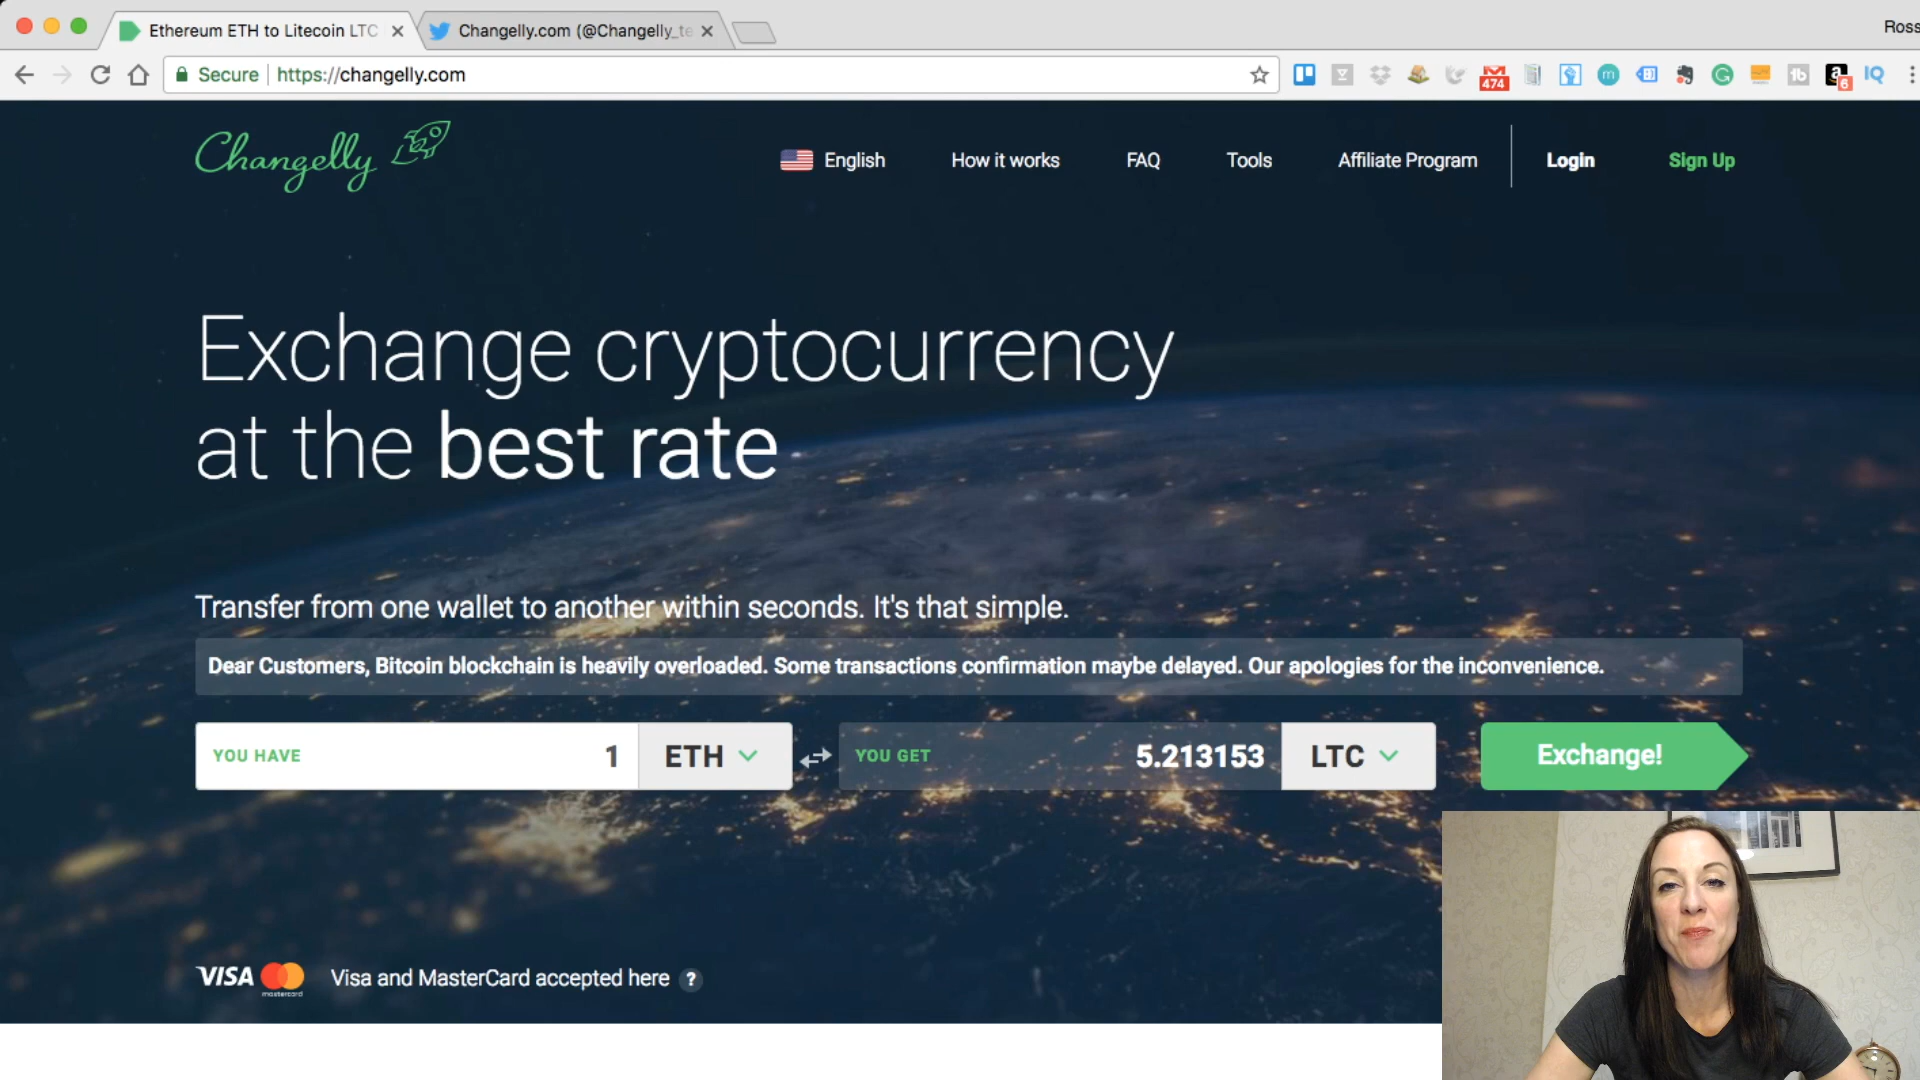 Ethereum ETH to Litecoin LTC
Changelly.com (@Changelly_te
Ross
Secure
https://changelly.com
474
6
Changelly
English
How it works
FAQ
Tools
Affiliate Program
Login
Sign Up
Exchange cryptocurrency
at the best rate
Transfer from one wallet to another within seconds. It's that simple.
Dear Customers, Bitcoin blockchain is heavily overloaded. Some transactions confirmation maybe delayed. Our apologies for the inconvenience.
YOU HAVE
1
ETH
YOU GET
5.213153
LTC
Exchange!
VISA
mastercard
Visa and MasterCard accepted here ?